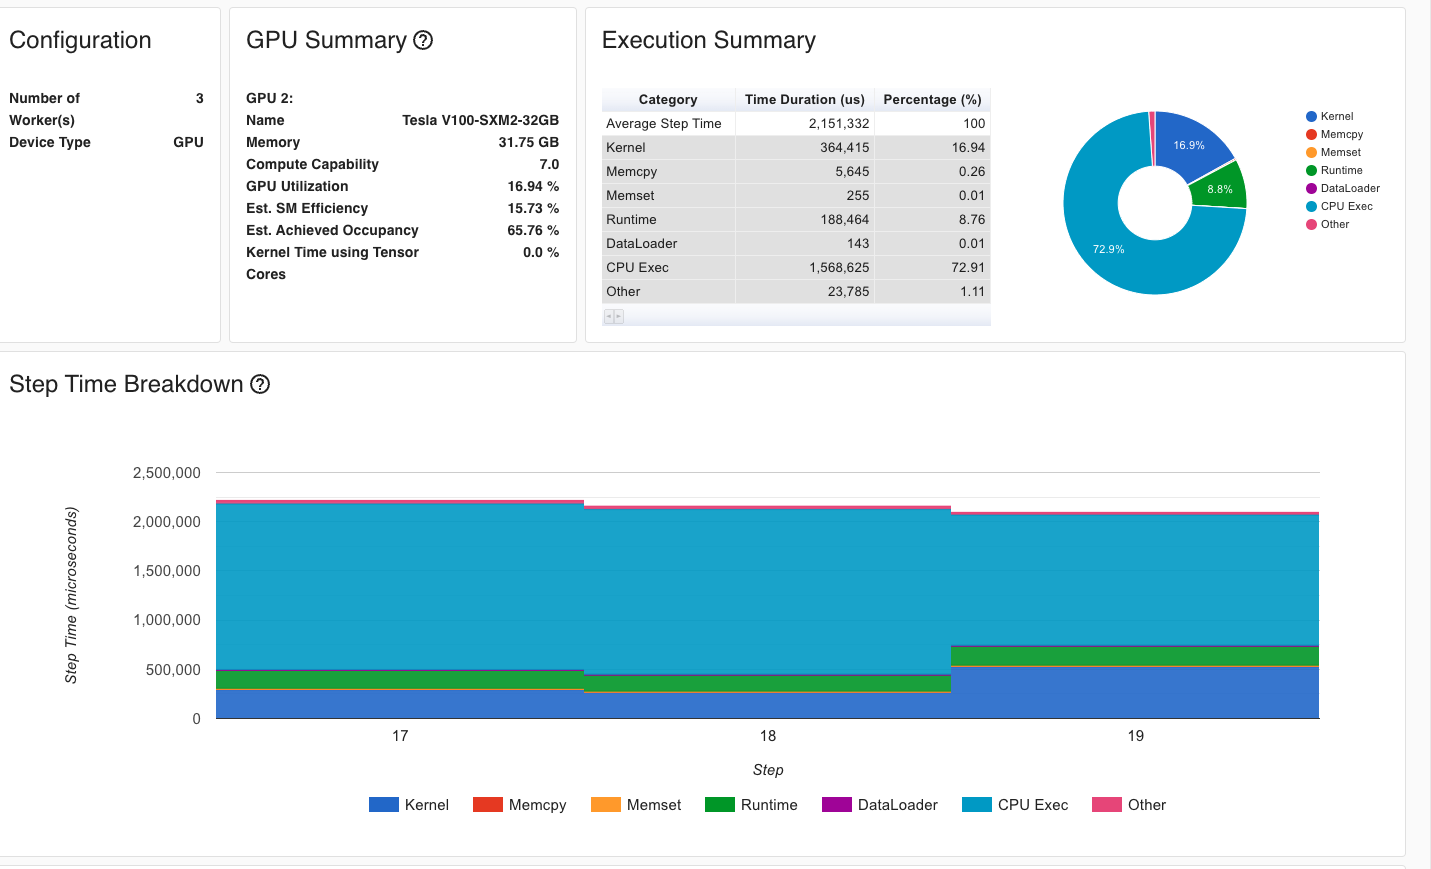 Configuration
Number of Worker(s) 3
Device Type GPU
GPU Summary
GPU 2:
Name Tesla V100-SXM2-32GB
Memory 31.75 GB
Compute Capability 7.0
GPU Utilization 16.94 %
Est. SM Efficiency 15.73 %
Est. Achieved Occupancy 65.76 %
Kernel Time using Tensor Cores 0.0 %
Execution Summary
Category Time Duration (us) Percentage (%)
Average Step Time 2,151,332 100
Kernel 364,415 16.94
Memcpy 5,645 0.26
Memset 255 0.01
Runtime 188,464 8.76
DataLoader 143 0.01
CPU Exec 1,568,625 72.91
Other 23,785 1.11
16.9%
8.8%
72.9%
Kernel
Memcpy
Memset
Runtime
DataLoader
CPU Exec
Other
Step Time Breakdown
Step Time (microseconds)
2,500,000
2,000,000
1,500,000
1,000,000
500,000
0
17 18 19
Step
Kernel Memcpy Memset Runtime DataLoader CPU Exec Other